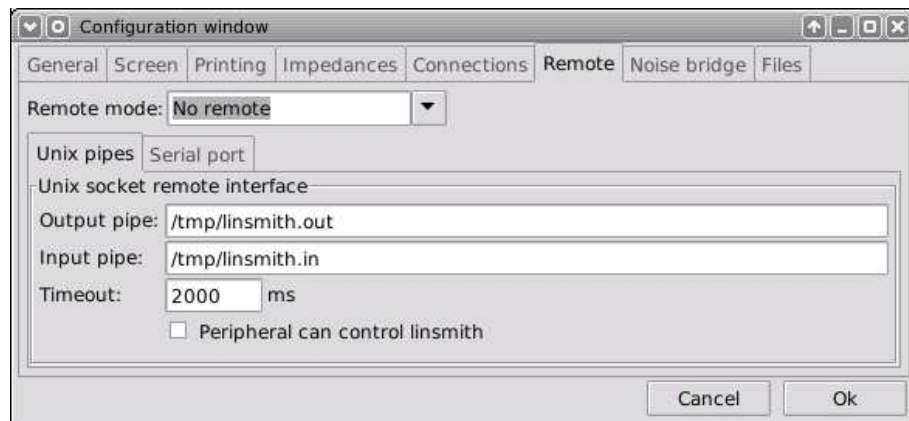 Configuration window
General Screen Printing Impedances Connections Remote Noise bridge Files
Remote mode: No remote
Unix pipes Serial port
Unix socket remote interface
Output pipe: /tmp/linsmith.out
Input pipe: /tmp/linsmith.in
Timeout: 2000 ms
Peripheral can control linsmith
Cancel Ok